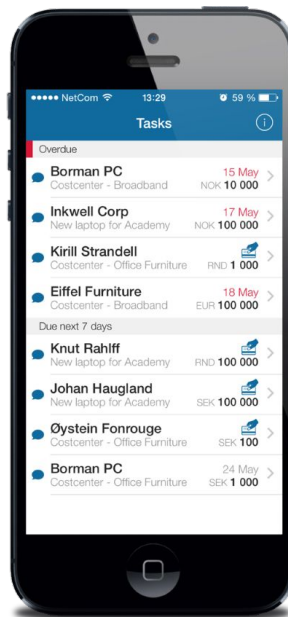 NetCom 13:29 59 %
Tasks
Overdue
Borman PC 15 May
Costcenter - Broadband NOK 10 000
Inkwell Corp 17 May
New laptop for Academy NOK 100 000
Kirill Strandell
Costcenter - Office Furniture RND 1 000
Eiffel Furniture 18 May
Costcenter - Broadband EUR 100 000
Due next 7 days
Knut Rahlff
New laptop for Academy RND 100 000
Johan Haugland
New laptop for Academy SEK 100 000
Øystein Fonrouge
Costcenter - Office Furniture SEK 100
Borman PC 24 May
Costcenter - Office Furniture SEK 1 000